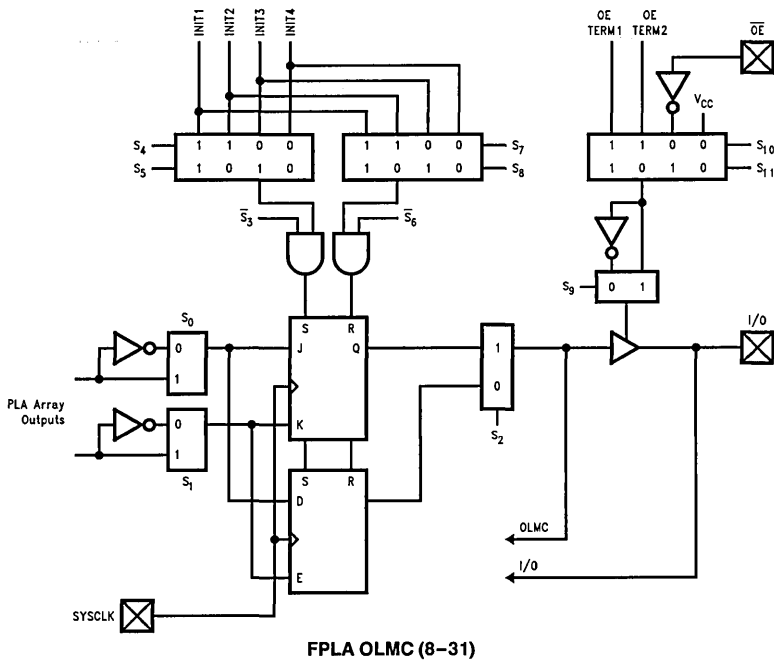 INIT1 INIT2 INIT3 INIT4
OE TERM1
OE TERM2
O̅E̅
VCC
S4 1 1 0 0
S5 1 0 1 0
1 1 0 0 S7
1 0 1 0 S8
1 1 0 0 S10
1 0 1 0 S11
S̅3
S̅6
S9 0 1
S0
0
1
S R
J Q
K
1
0
S2
I/O
PLA Array
Outputs
0
1
S1
S R
D
E
OLMC
I/O
SYSCLK
FPLA OLMC (8–31)